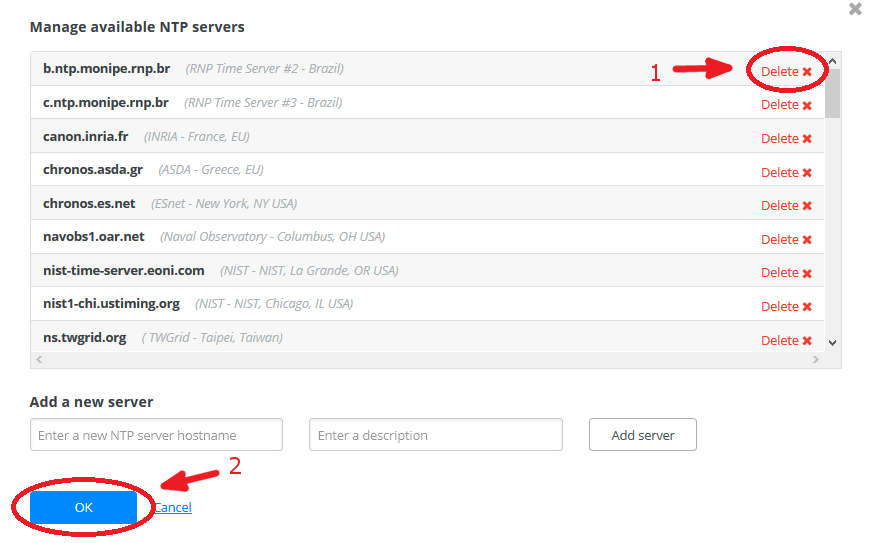 Manage available NTP servers
b.ntp.monipe.rnp.br (RNP Time Server #2 - Brazil) 1 Delete
c.ntp.monipe.rnp.br (RNP Time Server #3 - Brazil) Delete
canon.inria.fr (INRIA - France, EU) Delete
chronos.asda.gr (ASDA - Greece, EU) Delete
chronos.es.net (ESnet - New York, NY USA) Delete
navobs1.oar.net (Naval Observatory - Columbus, OH USA) Delete
nist-time-server.eoni.com (NIST - NIST, La Grande, OR USA) Delete
nist1-chi.ustiming.org (NIST - NIST, Chicago, IL USA) Delete
ns.twgrid.org ( TWGrid - Taipei, Taiwan) Delete
Add a new server
Enter a new NTP server hostname Enter a description Add server
2
OK Cancel